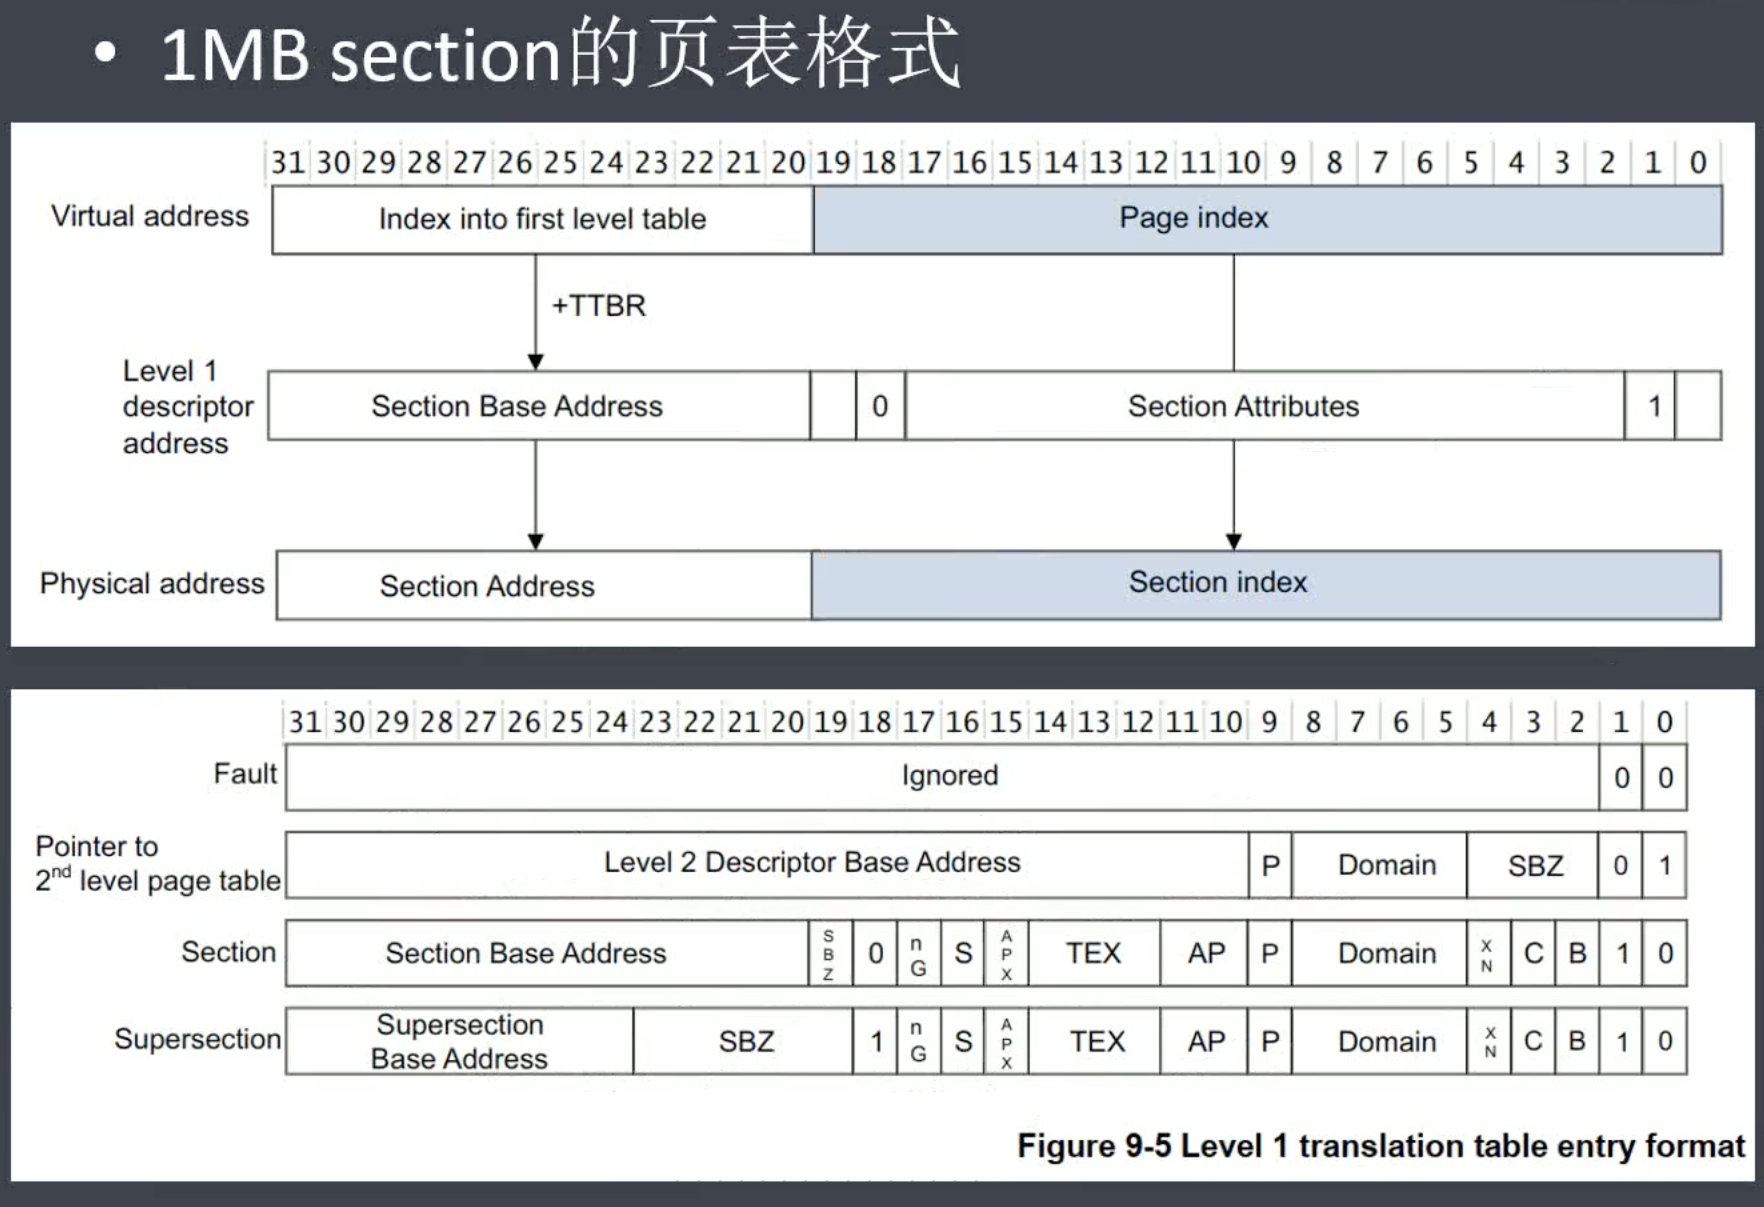 • 1MB section的页表格式
31 30 29 28 27 26 25 24 23 22 21 20 19 18 17 16 15 14 13 12 11 10 9 8 7 6 5 4 3 2 1 0
Virtual address Index into first level table Page index
+TTBR
Level 1
descriptor
address
Section Base Address 0 Section Attributes 1
Physical address Section Address Section index
31 30 29 28 27 26 25 24 23 22 21 20 19 18 17 16 15 14 13 12 11 10 9 8 7 6 5 4 3 2 1 0
Fault Ignored 0 0
Pointer to
2nd level page table
Level 2 Descriptor Base Address P Domain SBZ 0 1
Section Section Base Address SBZ 0 nG S APX TEX AP P Domain XN C B 1 0
Supersection Supersection
Base Address
SBZ 1 nG S APX TEX AP P Domain XN C B 1 0
Figure 9-5 Level 1 translation table entry format